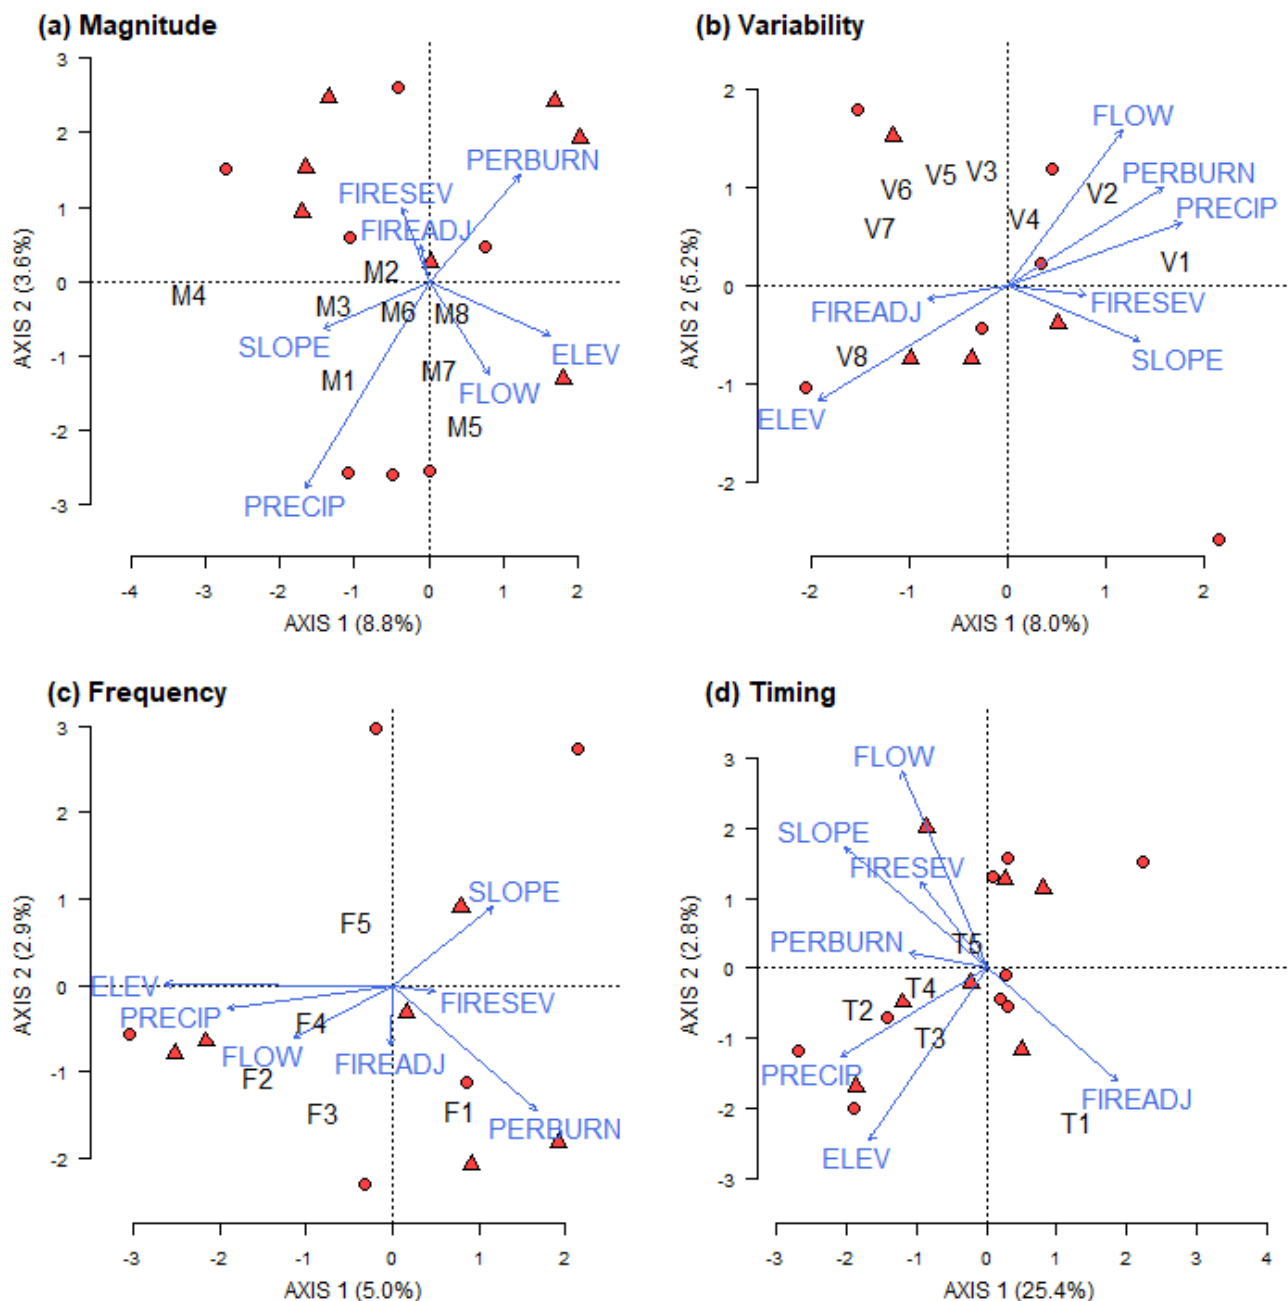 (a) Magnitude
3
2
1
0
-1
-2
-3
AXIS 2 (3.6%)
PERBURN
FIRESEV
FIREADJ
M2
M4
M3
M6
M8
SLOPE
ELEV
M7
M1
FLOW
M5
PRECIP
-4
-3
-2
-1
0
1
2
AXIS 1 (8.8%)
(b) Variability
2
1
0
-1
-2
AXIS 2 (5.2%)
FLOW
V3
V5
PERBURN
V6
V2
PRECIP
V4
V7
V1
FIREADJ
FIRESEV
V8
SLOPE
ELEV
-2
-1
0
1
2
AXIS 1 (8.0%)
(c) Frequency
3
2
1
0
-1
-2
AXIS 2 (2.9%)
SLOPE
F5
ELEV
FIRESEV
PRECIP
F4
FLOW
FIREADJ
F2
F3
F1
PERBURN
-3
-2
-1
0
1
2
AXIS 1 (5.0%)
(d) Timing
3
2
1
0
-1
-2
-3
AXIS 2 (2.8%)
FLOW
SLOPE
FIRESEV
PERBURN
T5
T4
T2
T3
PRECIP
FIREADJ
T1
ELEV
-3
-2
-1
0
1
2
3
4
AXIS 1 (25.4%)